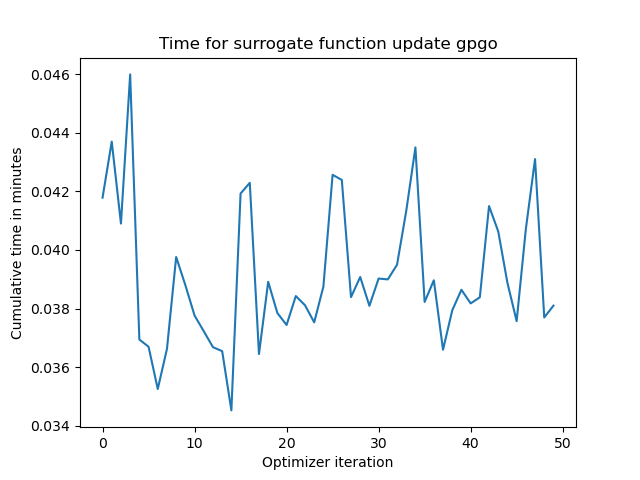 Time for surrogate function update gpgo
Cumulative time in minutes
0.046
0.044
0.042
0.040
0.038
0.036
0.034
0 10 20 30 40 50
Optimizer iteration